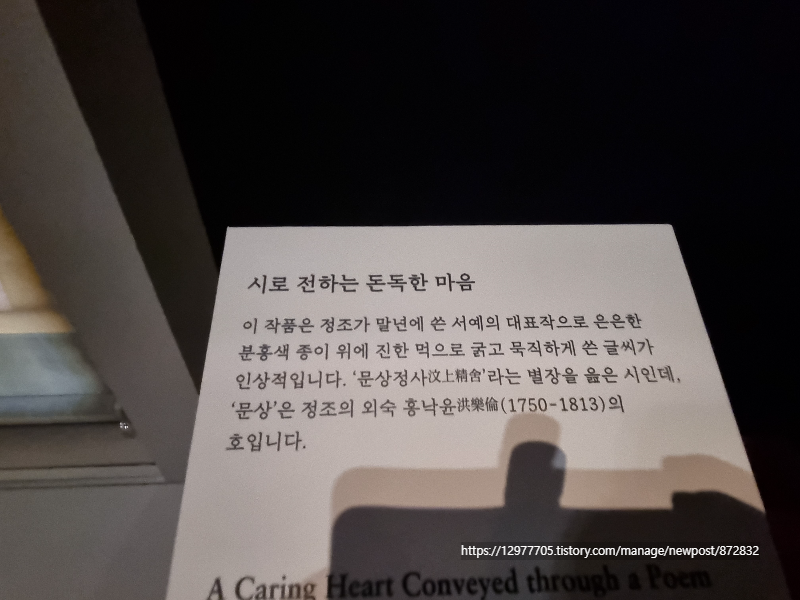 시로 전하는 돈독한 마음
이 작품은 정조가 말년에 쓴 서예의 대표작으로 은은한
분홍색 종이 위에 진한 먹으로 굵고 묵직하게 쓴 글씨가
인상적입니다. ‘문상정사汶上精舍’라는 별장을 읊은 시인데,
‘문상’은 정조의 외숙 홍낙윤洪樂倫(1750-1813)의
호입니다.
https://12977705.tistory.com/manage/newpost/872832
A Caring Heart Conveyed through a Poem